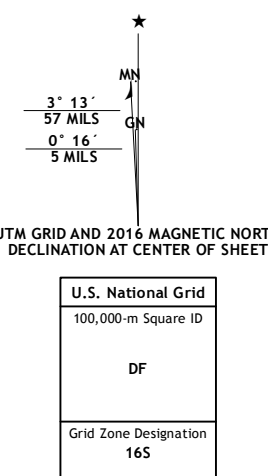 ★
MN
3° 13´
57 MILS
GN
0° 16´
5 MILS
UTM GRID AND 2016 MAGNETIC NORT
DECLINATION AT CENTER OF SHEET
U.S. National Grid
100,000-m Square ID
DF
Grid Zone Designation
16S